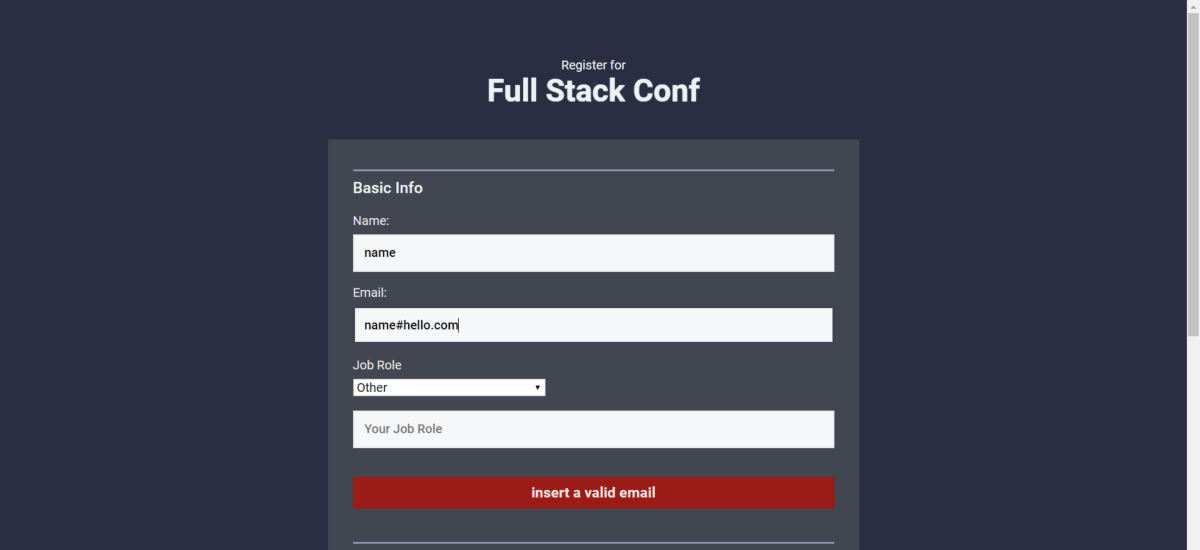 Register for
Full Stack Conf
Basic Info
Name:
name
Email:
name#hello.com
Job Role
Other
Your Job Role
insert a valid email